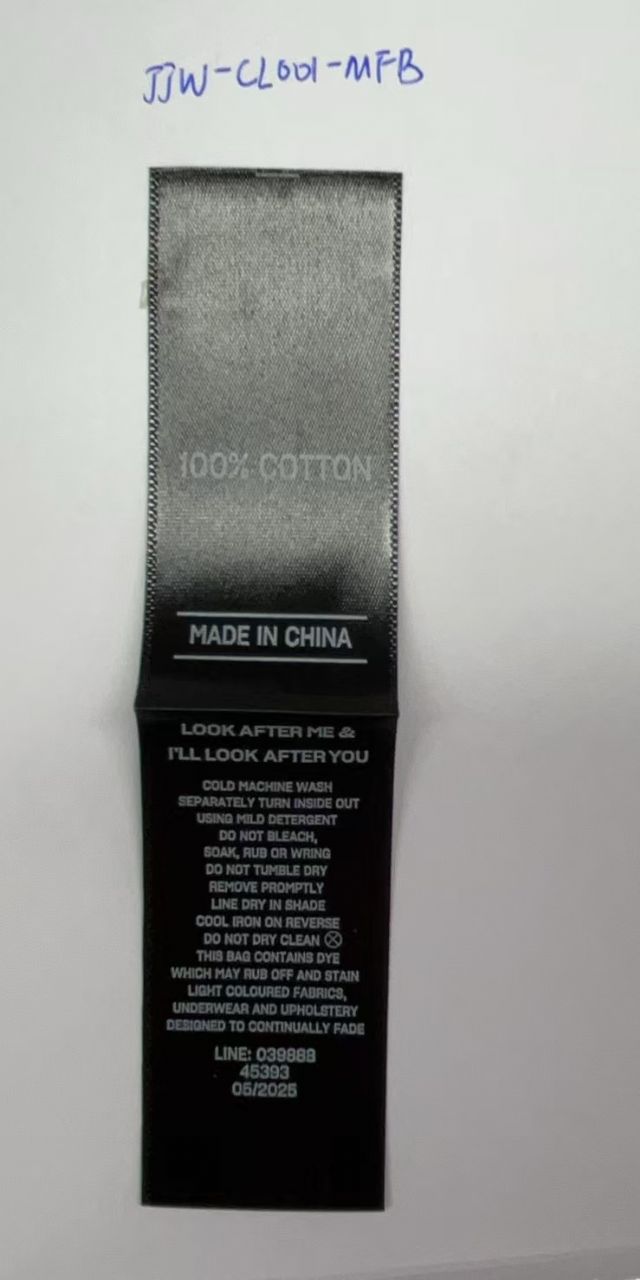 JJW-CL001-MFB
100% COTTON
MADE IN CHINA
LOOK AFTER ME &
I'LL LOOK AFTER YOU
COLD MACHINE WASH
SEPARATELY TURN INSIDE OUT
USING MILD DETERGENT
DO NOT BLEACH,
SOAK, RUB OR WRING
DO NOT TUMBLE DRY
REMOVE PROMPTLY
LINE DRY IN SHADE
COOL IRON ON REVERSE
DO NOT DRY CLEAN
THIS BAG CONTAINS DYE
WHICH MAY RUB OFF AND STAIN
LIGHT COLOURED FABRICS,
UNDERWEAR AND UPHOLSTERY
DESIGNED TO CONTINUALLY FADE
LINE: 039888
45393
05/2025